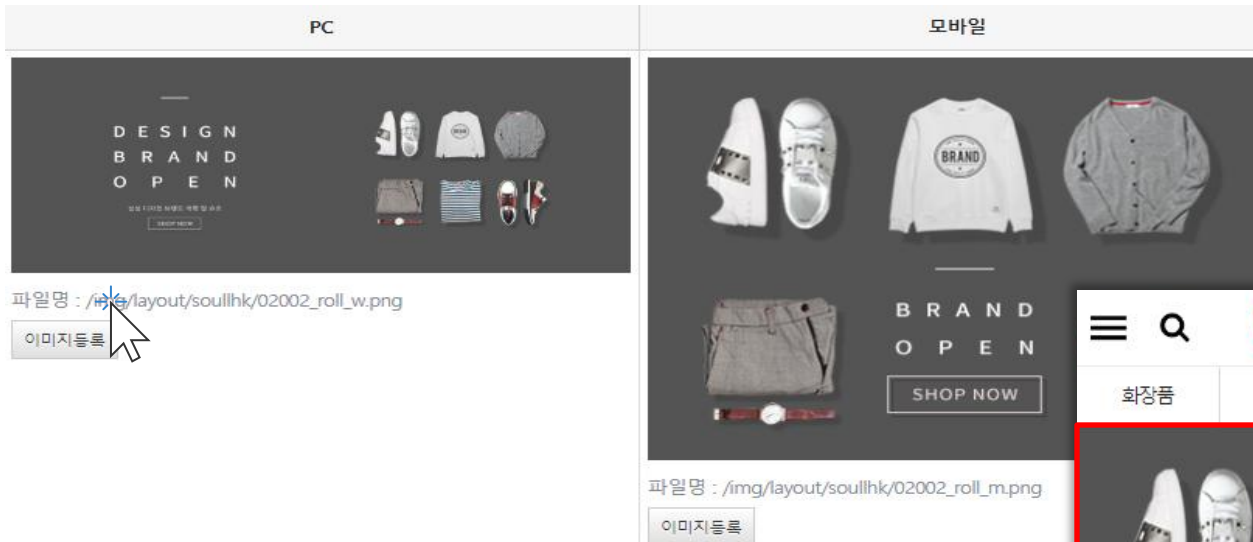 PC
모바일
DESIGN
BRAND
OPEN
BRAND
SHOP NOW
파일명 : /img/layout/soullhk/02002_roll_w.png
이미지등록
BRAND
BRAND
OPEN
SHOP NOW
파일명 : /img/layout/soullhk/02002_roll_m.png
이미지등록
화장품